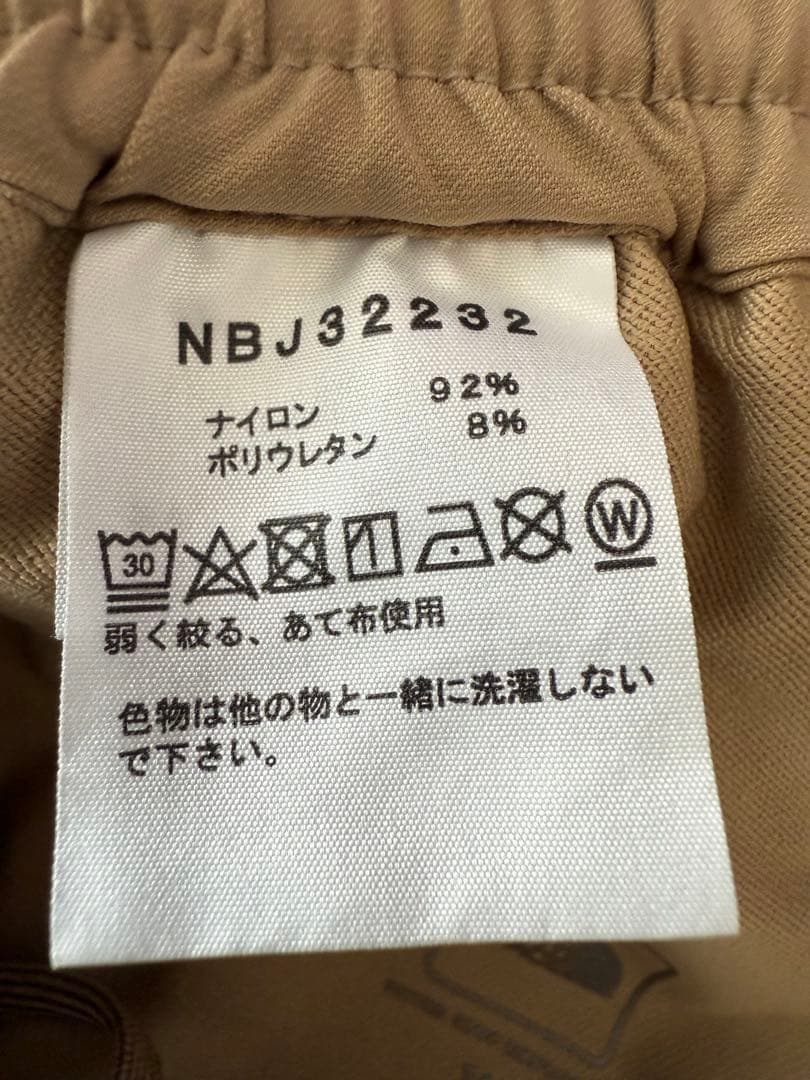 NBJ32232
ナイロン 92%
ポリウレタン 8%
30 W
弱く絞る、あて布使用
色物は他の物と一緒に洗濯しない
で下さい。